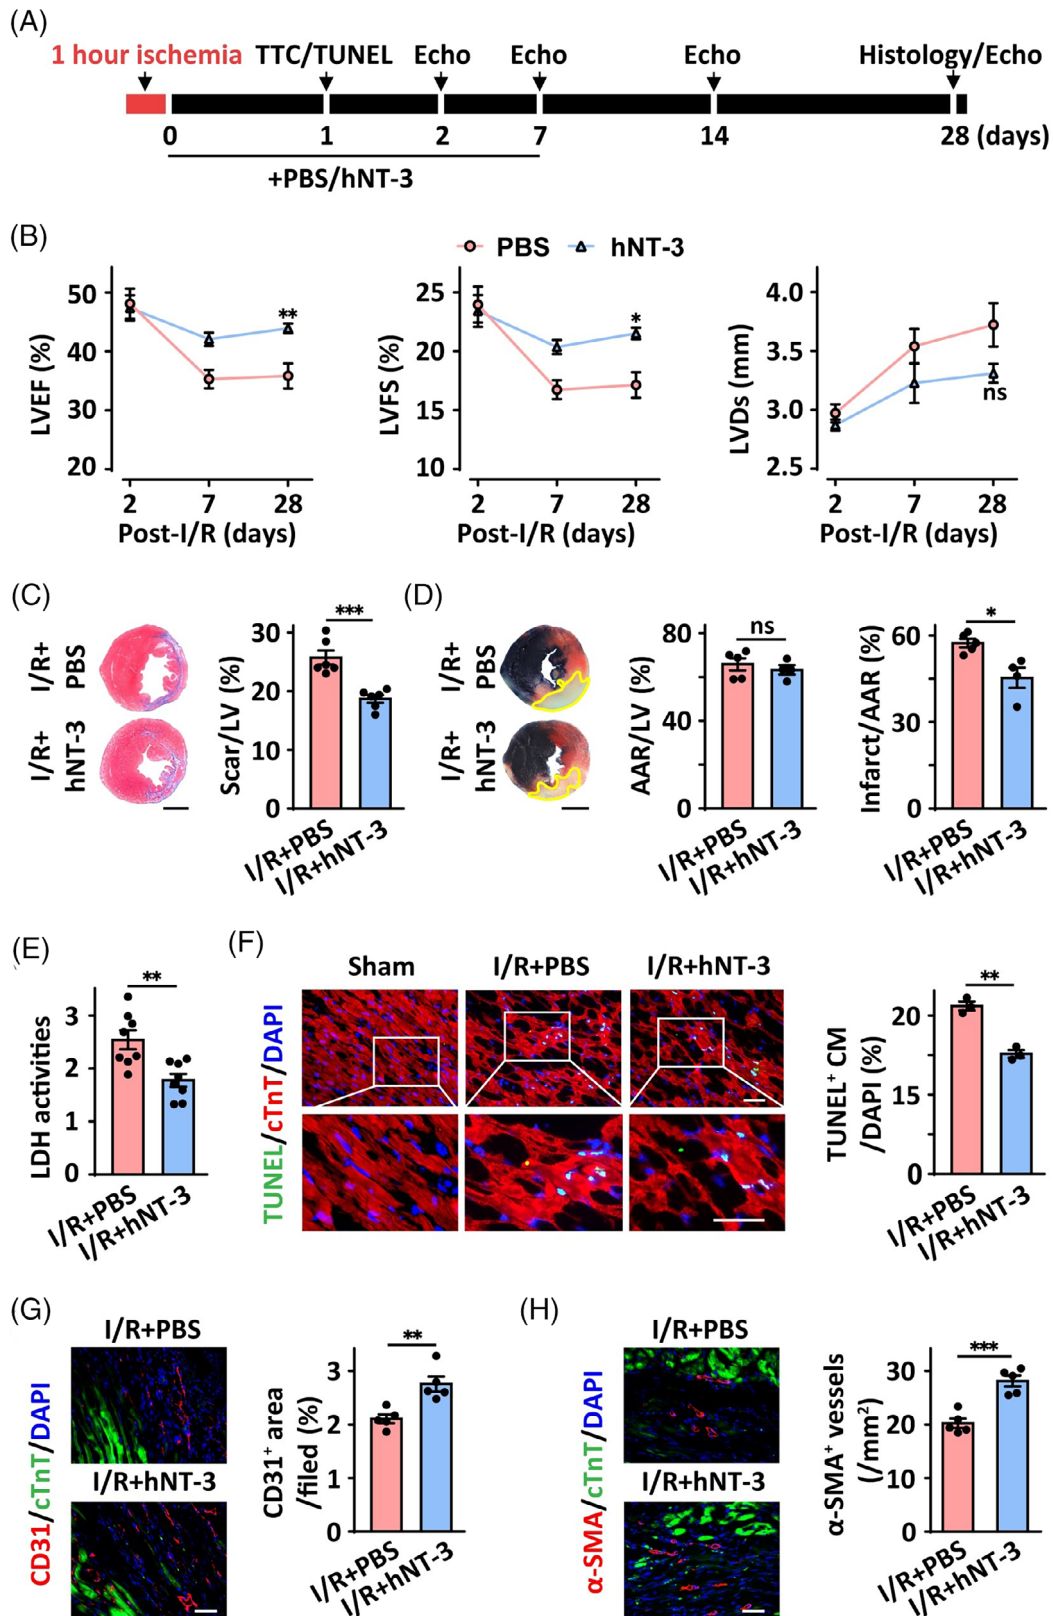 (A)
1 hour ischemia TTC/TUNEL Echo Echo Echo Histology/Echo
0 1 2 7 14 28 (days)
+PBS/hNT-3
(B)
PBS hNT-3
LVEF (%)
50
40
30
20
**
2 7 28
Post-I/R (days)
LVFS (%)
25
20
15
10
*
2 7 28
Post-I/R (days)
LVDs (mm)
4.0
3.5
3.0
2.5
ns
2 7 28
Post-I/R (days)
(C)
I/R+
PBS
I/R+
hNT-3
Scar/LV (%)
30
20
10
0
***
I/R+PBS
I/R+hNT-3
(D)
I/R+
PBS
I/R+
hNT-3
AAR/LV (%)
80
40
0
ns
I/R+PBS
I/R+hNT-3
Infarct/AAR (%)
60
30
0
*
I/R+PBS
I/R+hNT-3
(E)
LDH activities
3
2
1
0
**
I/R+PBS
I/R+hNT-3
(F)
Sham I/R+PBS I/R+hNT-3
TUNEL/cTnT/DAPI
TUNEL⁺ CM
/DAPI (%)
20
15
0
**
I/R+PBS
I/R+hNT-3
(G)
I/R+PBS
I/R+hNT-3
CD31/cTnT/DAPI
CD31⁺ area
/filed (%)
3
2
1
0
**
I/R+PBS
I/R+hNT-3
(H)
I/R+PBS
I/R+hNT-3
α-SMA/cTnT/DAPI
α-SMA⁺ vessels
(/mm²)
30
20
10
0
***
I/R+PBS
I/R+hNT-3